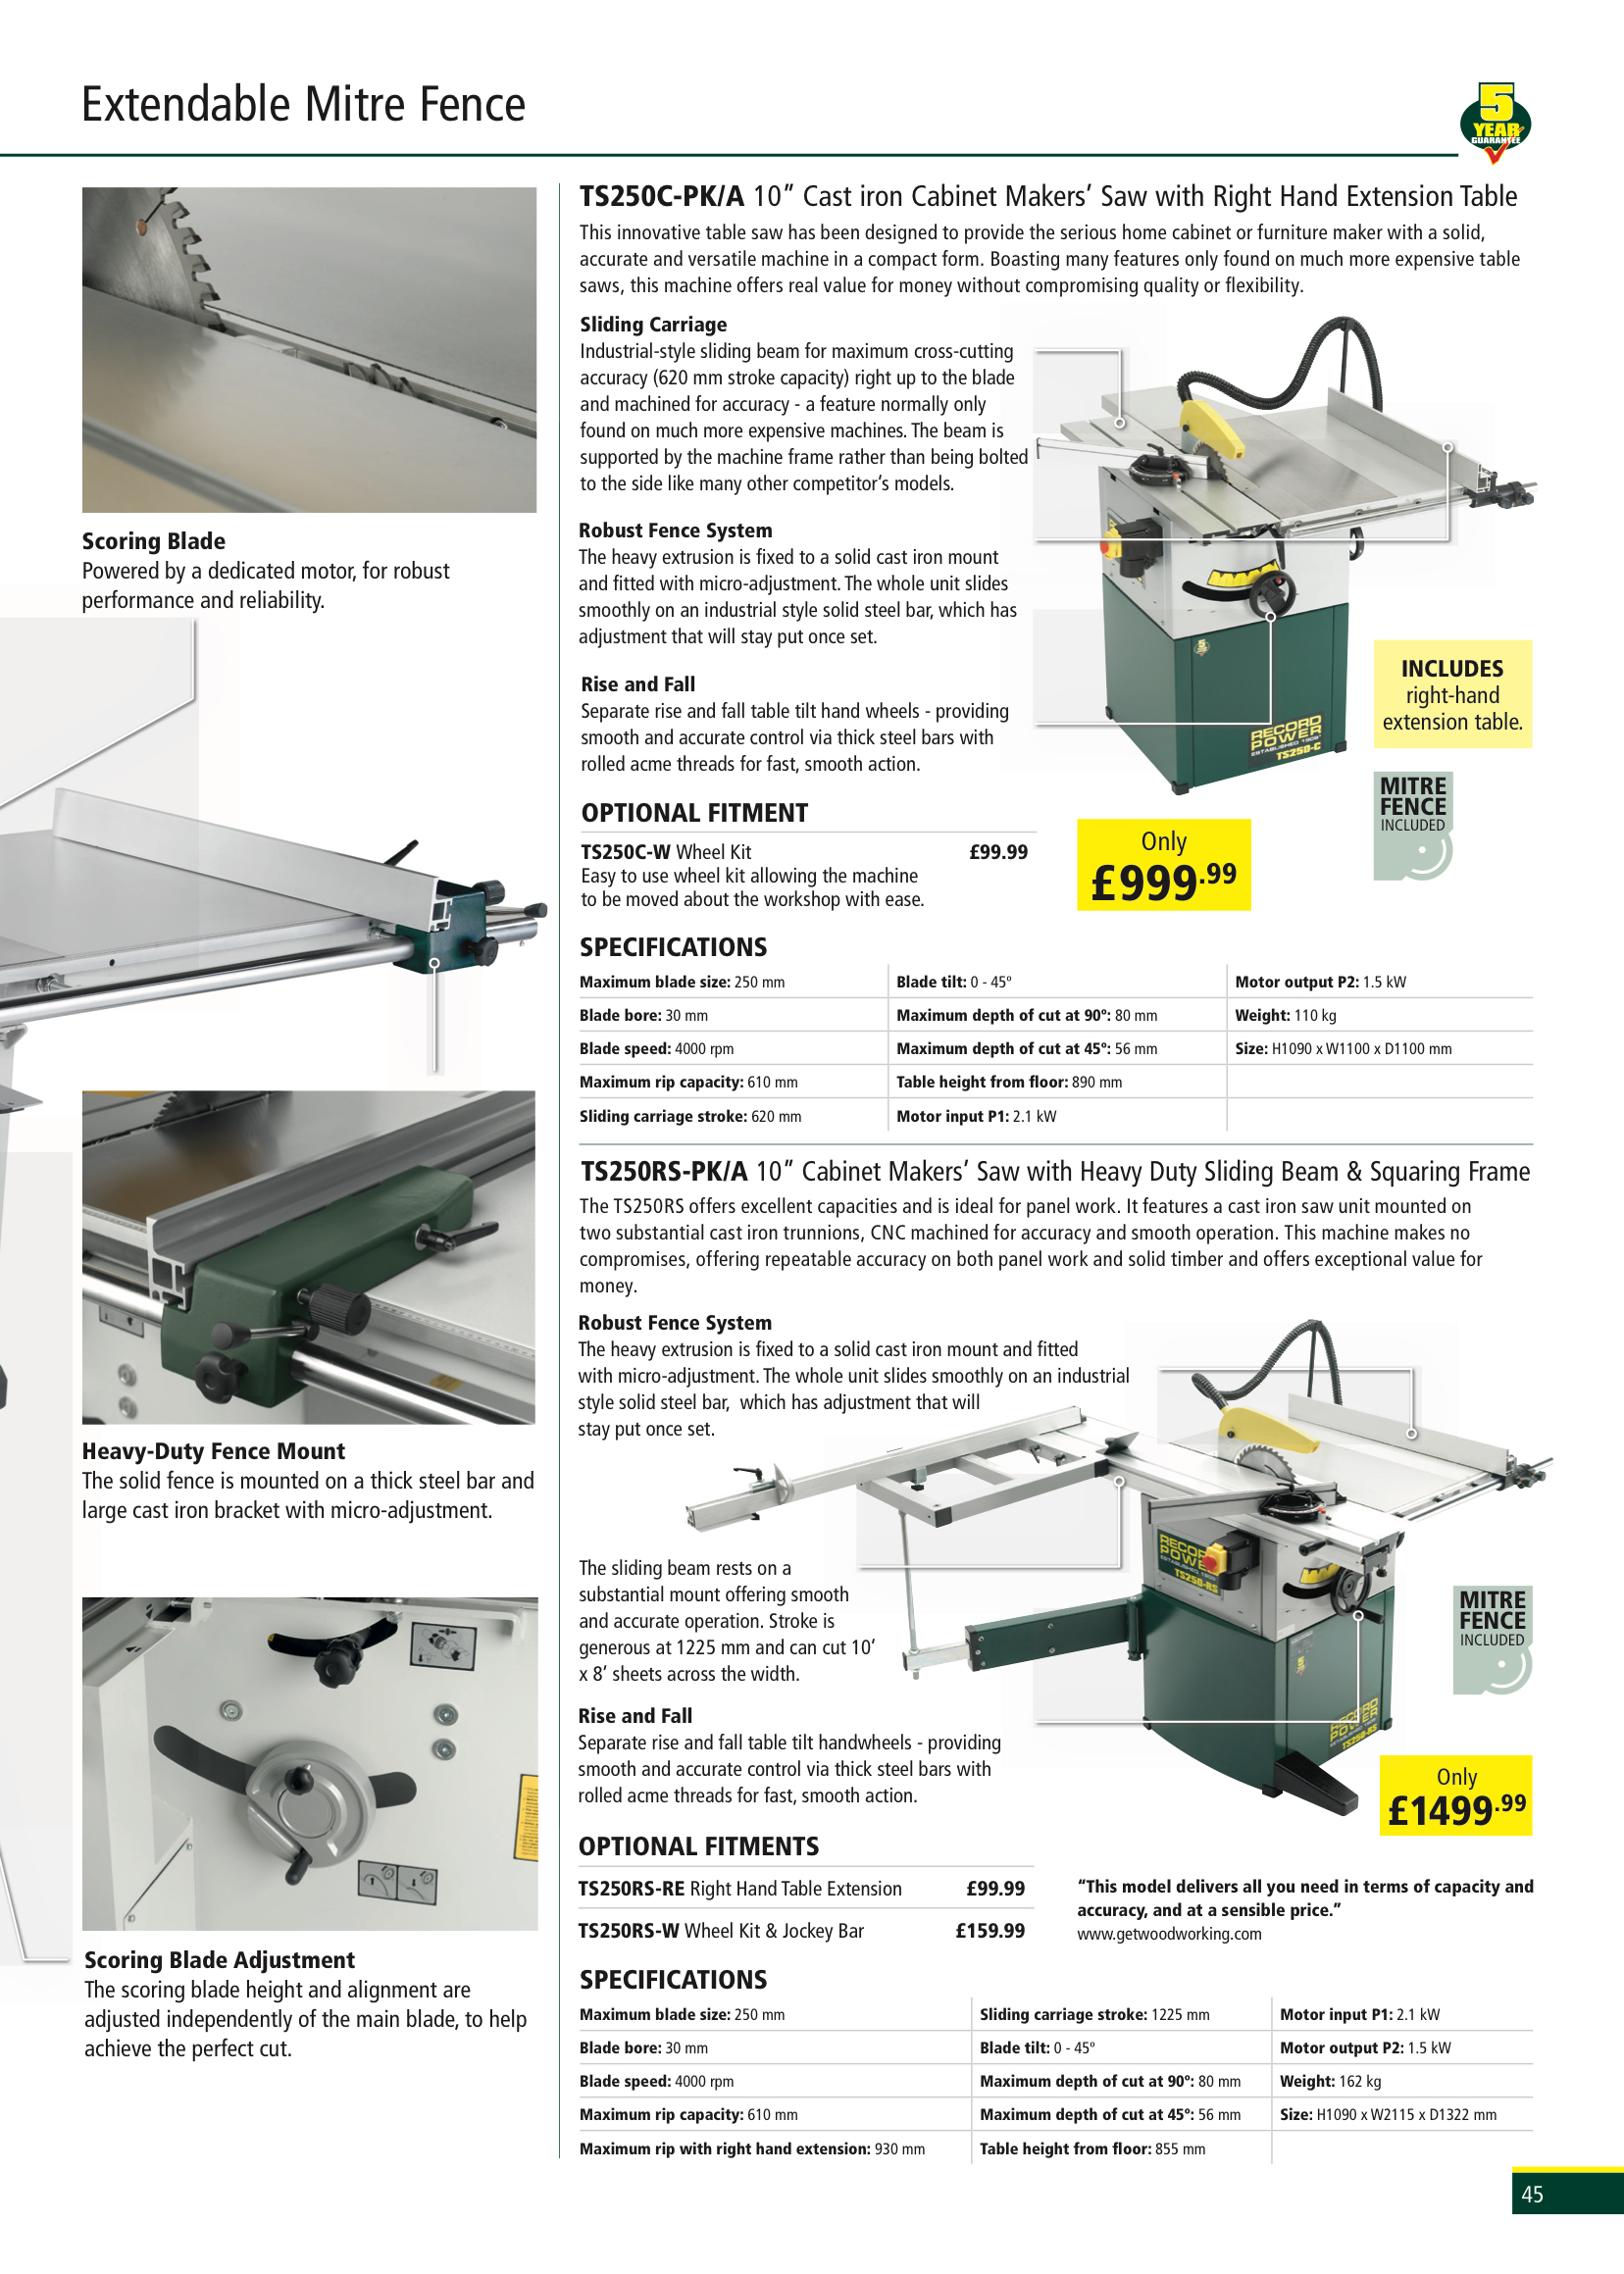 Extendable Mitre Fence
5
YEAR
GUARANTEE
Scoring Blade
Powered by a dedicated motor, for robust
performance and reliability.
Heavy-Duty Fence Mount
The solid fence is mounted on a thick steel bar and
large cast iron bracket with micro-adjustment.
Scoring Blade Adjustment
The scoring blade height and alignment are
adjusted independently of the main blade, to help
achieve the perfect cut.
TS250C-PK/A 10” Cast iron Cabinet Makers’ Saw with Right Hand Extension Table
This innovative table saw has been designed to provide the serious home cabinet or furniture maker with a solid,
accurate and versatile machine in a compact form. Boasting many features only found on much more expensive table
saws, this machine offers real value for money without compromising quality or flexibility.
Sliding Carriage
Industrial-style sliding beam for maximum cross-cutting
accuracy (620 mm stroke capacity) right up to the blade
and machined for accuracy - a feature normally only
found on much more expensive machines. The beam is
supported by the machine frame rather than being bolted
to the side like many other competitor’s models.
Robust Fence System
The heavy extrusion is fixed to a solid cast iron mount
and fitted with micro-adjustment. The whole unit slides
smoothly on an industrial style solid steel bar, which has
adjustment that will stay put once set.
Rise and Fall
Separate rise and fall table tilt hand wheels - providing
smooth and accurate control via thick steel bars with
rolled acme threads for fast, smooth action.
RECORD
POWER
ESTABLISHED 1909
TS250-C
INCLUDES
right-hand
extension table.
MITRE
FENCE
INCLUDED
OPTIONAL FITMENT
TS250C-W Wheel Kit £99.99
Easy to use wheel kit allowing the machine
to be moved about the workshop with ease.
Only
£999.99
SPECIFICATIONS
Maximum blade size: 250 mm Blade tilt: 0 - 45º Motor output P2: 1.5 kW
Blade bore: 30 mm Maximum depth of cut at 90º: 80 mm Weight: 110 kg
Blade speed: 4000 rpm Maximum depth of cut at 45º: 56 mm Size: H1090 x W1100 x D1100 mm
Maximum rip capacity: 610 mm Table height from floor: 890 mm
Sliding carriage stroke: 620 mm Motor input P1: 2.1 kW
TS250RS-PK/A 10” Cabinet Makers’ Saw with Heavy Duty Sliding Beam & Squaring Frame
The TS250RS offers excellent capacities and is ideal for panel work. It features a cast iron saw unit mounted on
two substantial cast iron trunnions, CNC machined for accuracy and smooth operation. This machine makes no
compromises, offering repeatable accuracy on both panel work and solid timber and offers exceptional value for
money.
Robust Fence System
The heavy extrusion is fixed to a solid cast iron mount and fitted
with micro-adjustment. The whole unit slides smoothly on an industrial
style solid steel bar, which has adjustment that will
stay put once set.
The sliding beam rests on a
substantial mount offering smooth
and accurate operation. Stroke is
generous at 1225 mm and can cut 10’
x 8’ sheets across the width.
Rise and Fall
Separate rise and fall table tilt handwheels - providing
smooth and accurate control via thick steel bars with
rolled acme threads for fast, smooth action.
RECORD
POWER
TS250-RS
RECORD
POWER
TS250-RS
MITRE
FENCE
INCLUDED
Only
£1499.99
OPTIONAL FITMENTS
TS250RS-RE Right Hand Table Extension £99.99
TS250RS-W Wheel Kit & Jockey Bar £159.99
“This model delivers all you need in terms of capacity and
accuracy, and at a sensible price.”
www.getwoodworking.com
SPECIFICATIONS
Maximum blade size: 250 mm Sliding carriage stroke: 1225 mm Motor input P1: 2.1 kW
Blade bore: 30 mm Blade tilt: 0 - 45º Motor output P2: 1.5 kW
Blade speed: 4000 rpm Maximum depth of cut at 90º: 80 mm Weight: 162 kg
Maximum rip capacity: 610 mm Maximum depth of cut at 45º: 56 mm Size: H1090 x W2115 x D1322 mm
Maximum rip with right hand extension: 930 mm Table height from floor: 855 mm
45